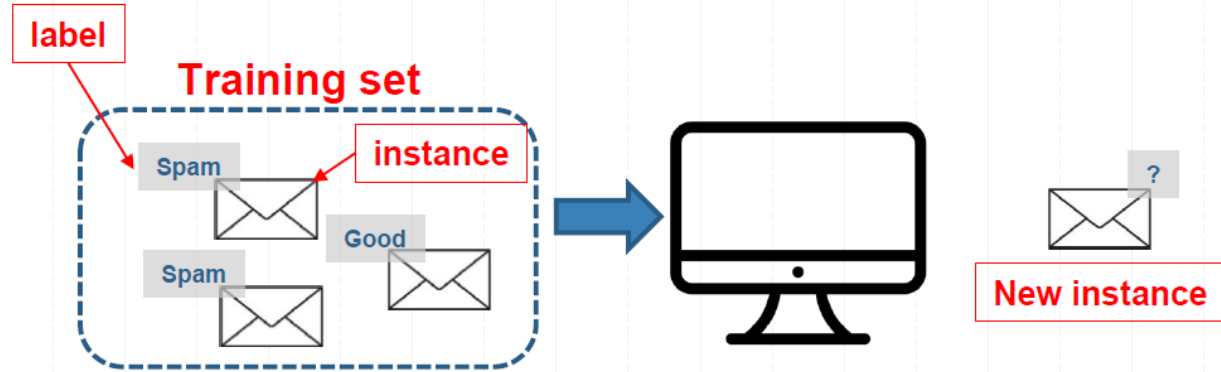 label
Training set
Spam
instance
Good
Spam
?
New instance